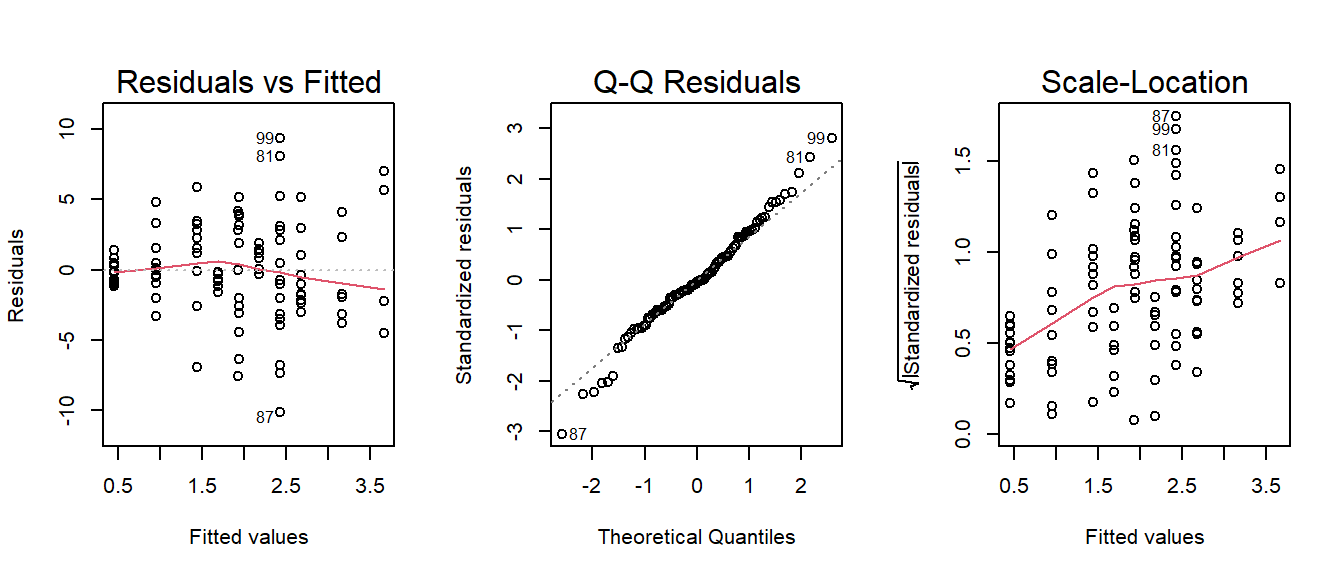 Residuals vs Fitted
Residuals
10
5
0
-5
-10
99
81
87
0.5 1.5 2.5 3.5
Fitted values
Q-Q Residuals
Standardized residuals
3
2
1
0
-1
-2
-3
99
81
87
-2 -1 0 1 2
Theoretical Quantiles
Scale-Location
√|Standardized residuals|
1.5
1.0
0.5
0.0
87
99
81
0.5 1.5 2.5 3.5
Fitted values